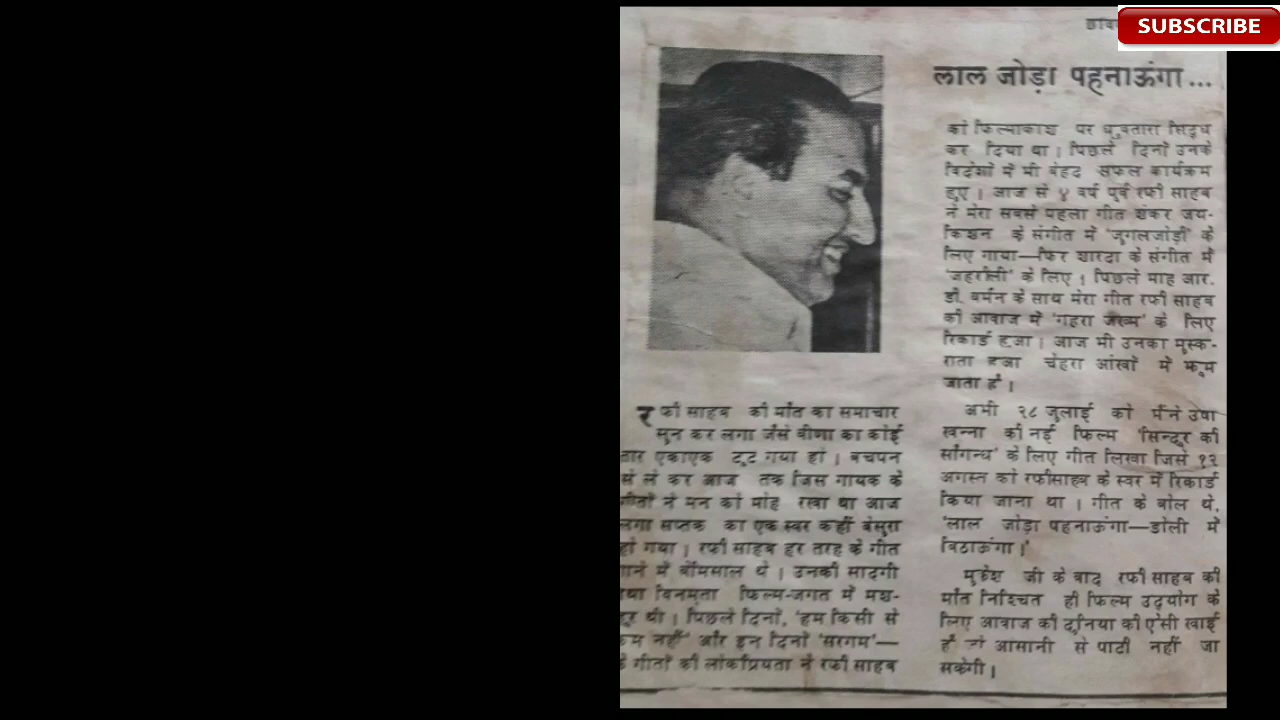 SUBSCRIBE
लाल जोड़ा पहनाऊंगा...
रफी साहब की मौत का समाचार
सुन कर लगा जैसे वीणा का कोई
तार एकाएक टूट गया हो । बचपन
से ले कर आज तक जिस गायक के
गीतों ने मन को मोह रखा था आज
लगा सप्तक का एक स्वर कहीं बेसुरा
हो गया । रफी साहब हर तरह के गीत
गाने में बेमिसाल थे । उनकी सादगी
तथा विनम्रता फिल्म-जगत में मश-
हूर थी । पिछले दिनों, 'हम किसी से
कम नहीं' और इन दिनों 'सरगम'—
के गीतों की लोकप्रियता ने रफी साहब
को फिल्माकाश पर ध्रुवतारा सिद्ध
कर दिया था । पिछले दिनों उनके
विदेशों में भी बेहद सफल कार्यक्रम
हुए । आज से ४ वर्ष पूर्व रफी साहब
ने मेरा सबसे पहला गीत शंकर जय-
किशन के संगीत में 'जुगलजोड़ी' के
लिए गाया—फिर शारदा के संगीत में
'जहरीली' के लिए । पिछले माह आर.
डी. बर्मन के साथ मेरा गीत रफी साहब
की आवाज में 'गहरा जख्म' के लिए
रिकार्ड हुआ । आज भी उनका मुस्क-
राता हुआ चेहरा आंखों में झूम
जाता है ।
अभी २८ जुलाई को मैंने उषा
खन्ना की नई फिल्म 'सिन्दूर की
सौगन्ध' के लिए गीत लिखा जिसे १२
अगस्त को रफीसाहब के स्वर में रिकार्ड
किया जाना था । गीत के बोल थे,
'लाल जोड़ा पहनाऊंगा—डोली में
बिठाऊंगा ।'
मुकेश जी के बाद रफी साहब की
मौत निश्चित ही फिल्म उद्योग के
लिए आवाज की दुनिया की ऐसी खाई
है जो आसानी से पाटी नहीं जा
सकेगी ।